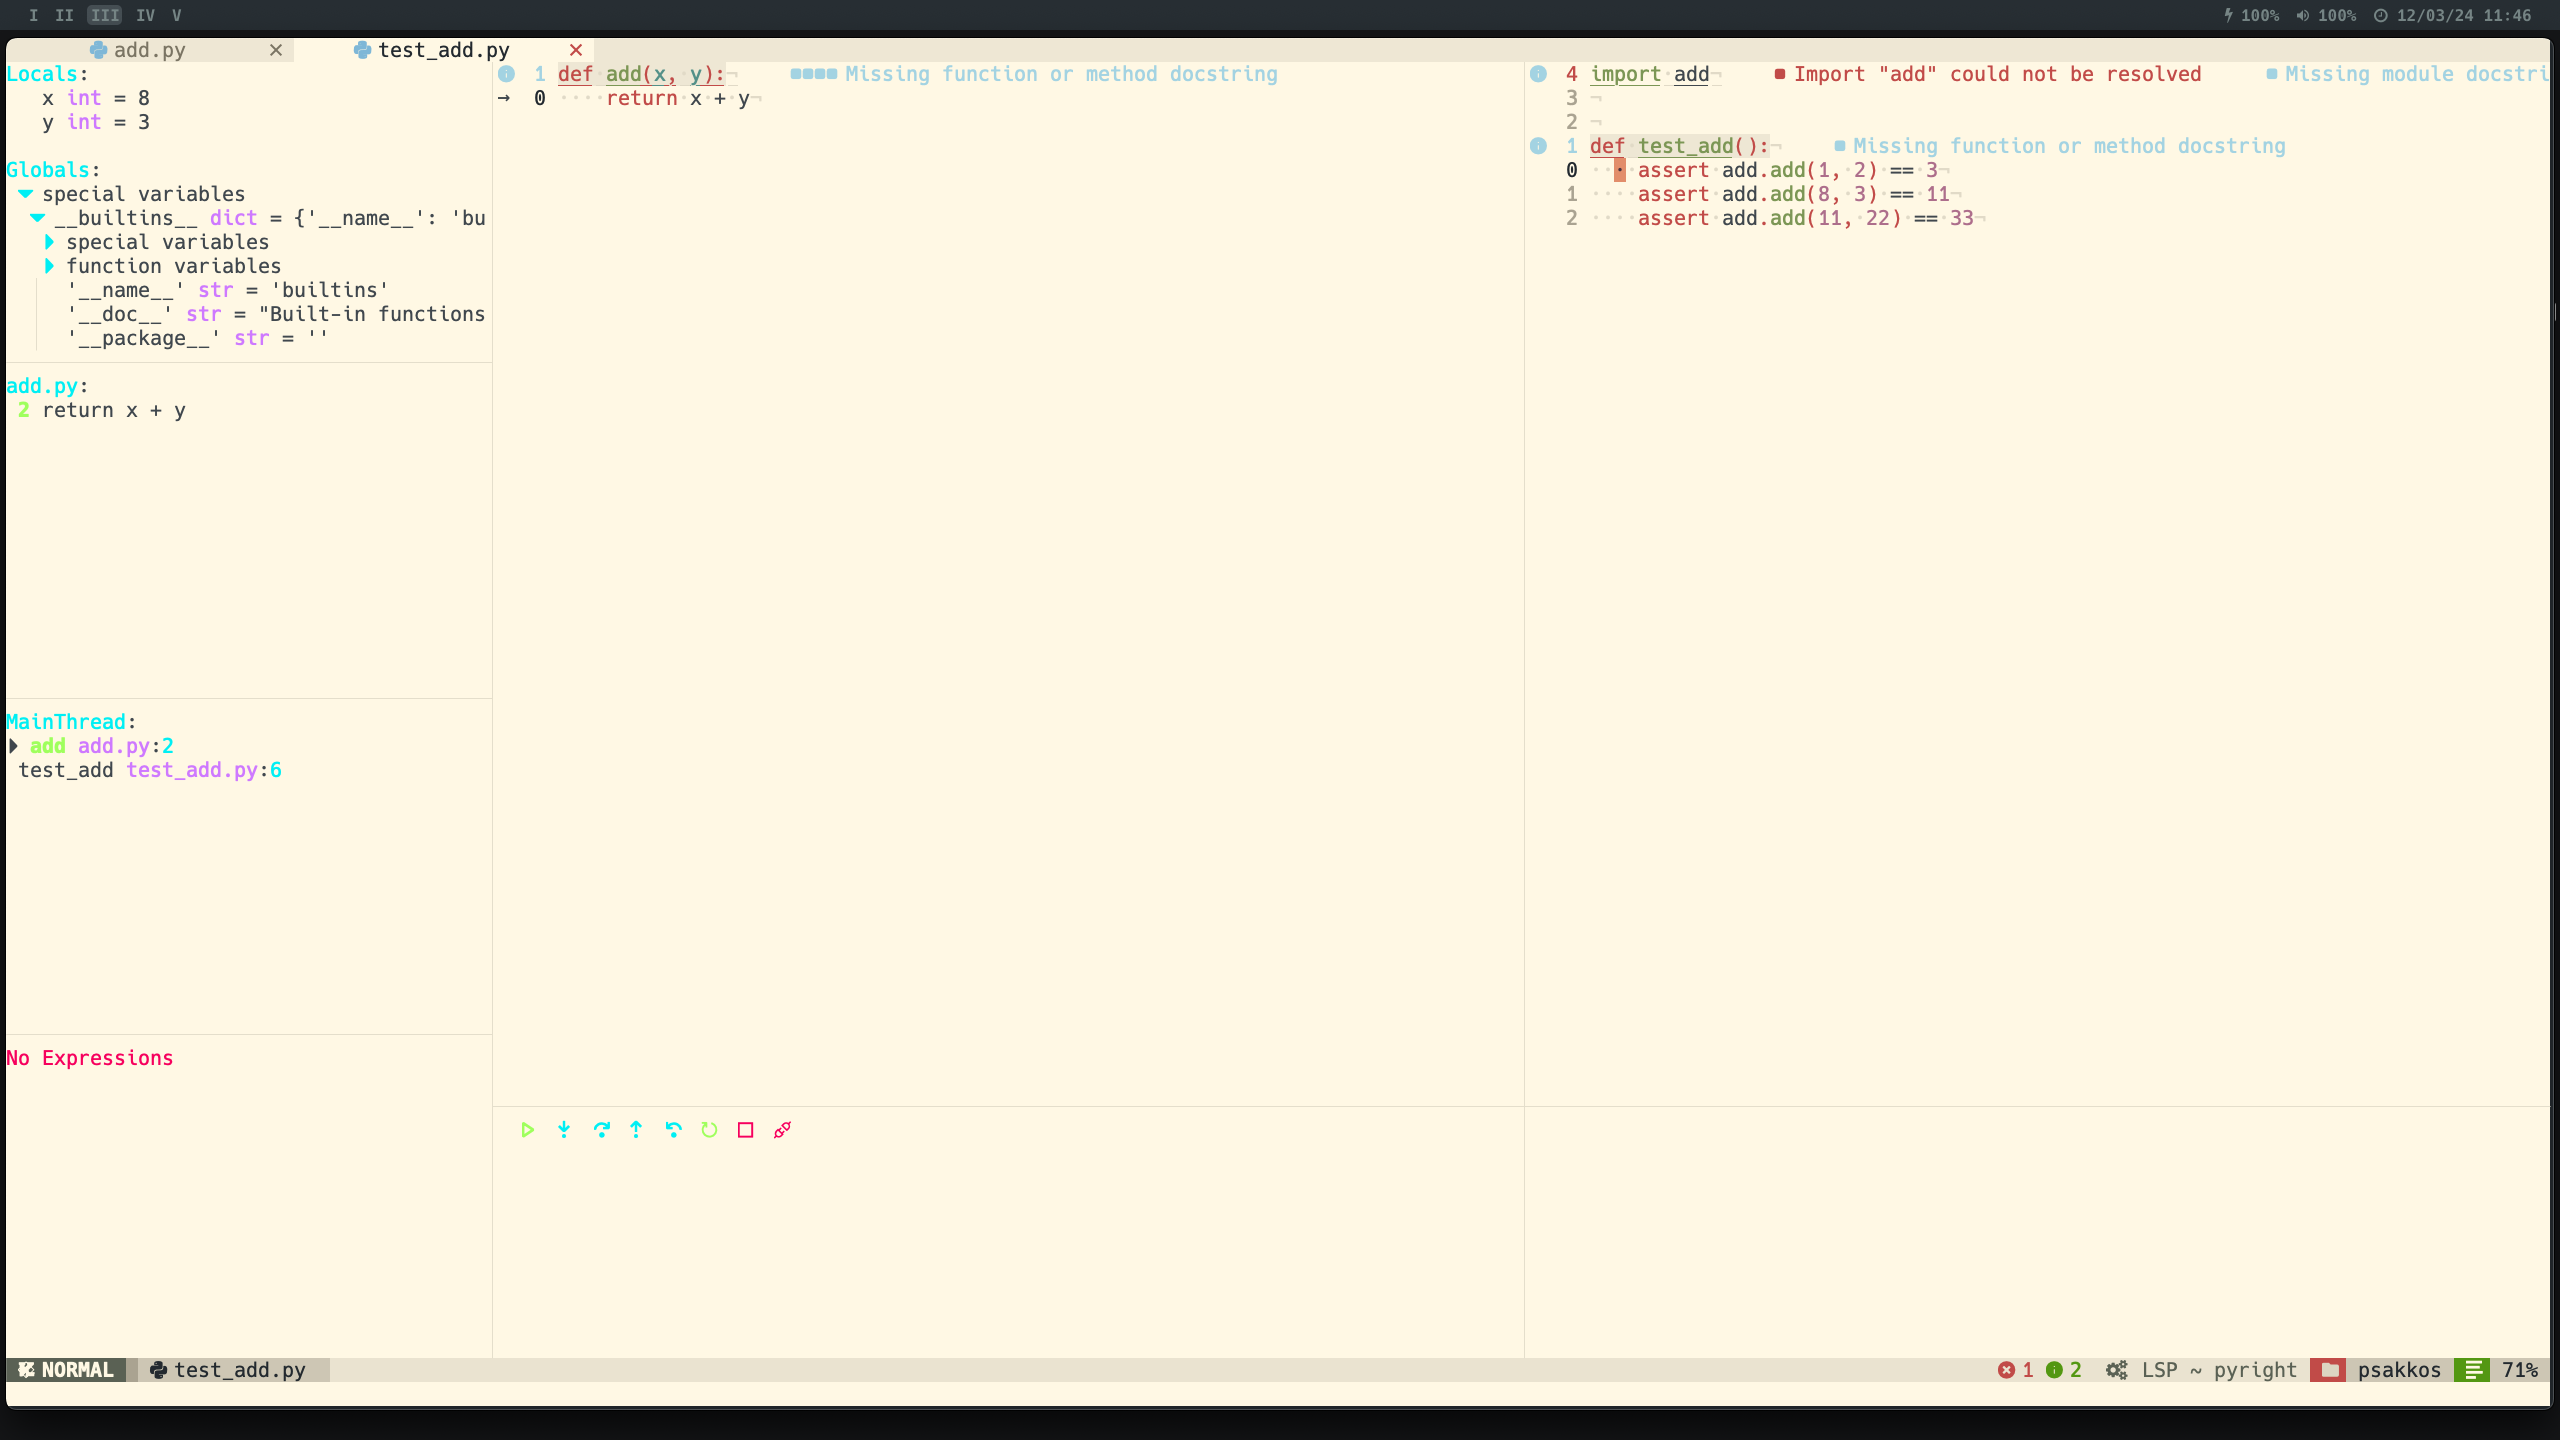 I II III IV V
100% 100% 12/03/24 11:46
add.py test_add.py
Locals:
x int = 8
y int = 3
Globals:
special variables
__builtins__ dict = {'__name__': 'bu
special variables
function variables
'__name__' str = 'builtins'
'__doc__' str = "Built-in functions
'__package__' str = ''
add.py:
2 return x + y
MainThread:
add add.py:2
test_add test_add.py:6
No Expressions
1 def add(x, y):¬ Missing function or method docstring
→ 0 ····return·x·+·y¬
4 import·add¬ Import "add" could not be resolved Missing module docstri
3 ¬
2 ¬
1 def·test_add():¬ Missing function or method docstring
0 ····assert·add.add(1,·2)·==·3¬
1 ····assert·add.add(8,·3)·==·11¬
2 ····assert·add.add(11,·22)·==·33¬
NORMAL test_add.py 1 2 LSP ~ pyright psakkos 71%